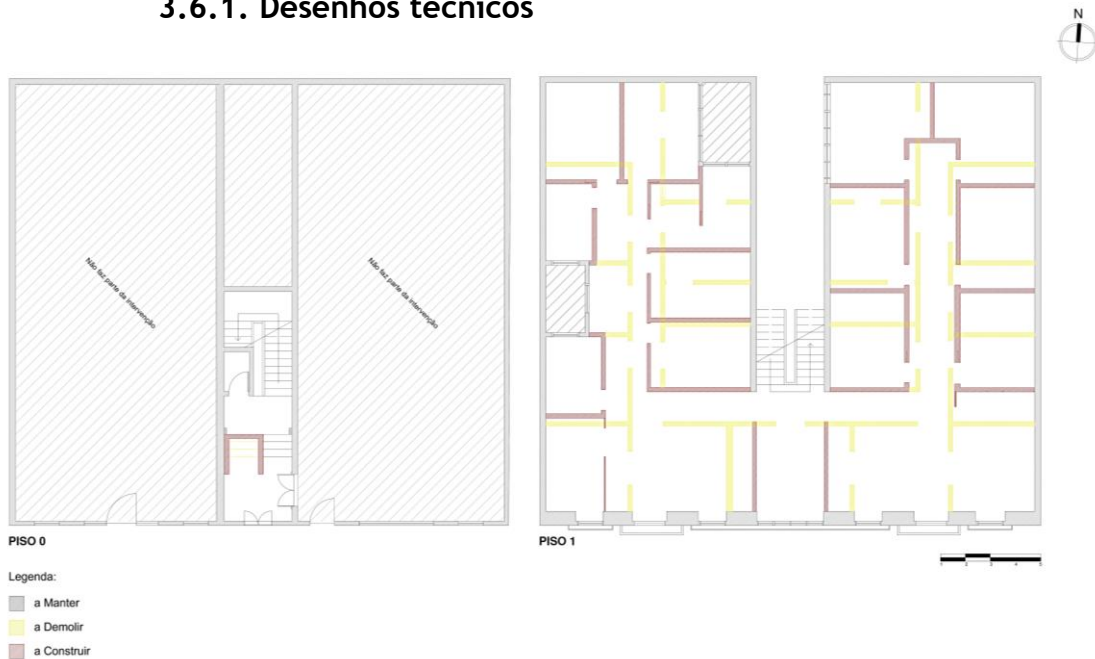 3.6.1. Desenhos técnicos
N
Não faz parte da intervenção
Não faz parte da intervenção
PISO 0
PISO 1
Legenda:
a Manter
a Demolir
a Construir